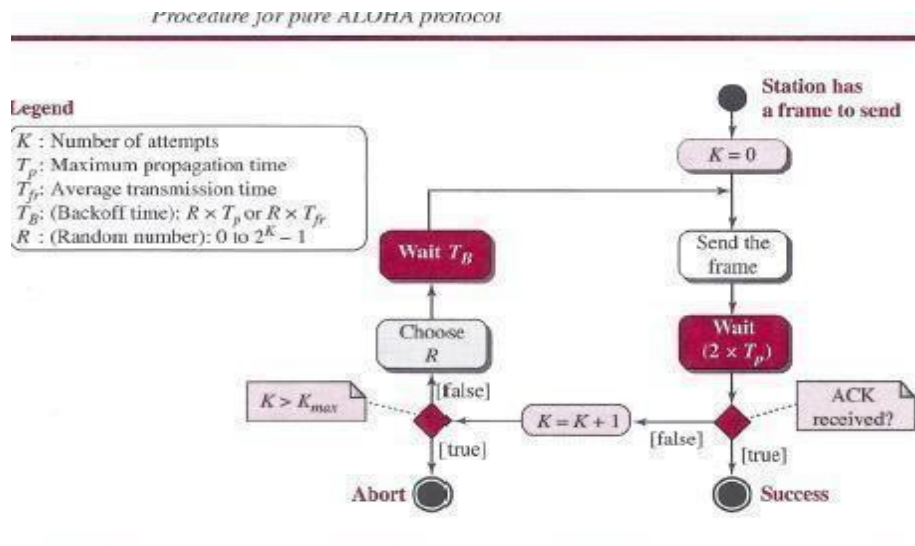 Procedure for pure ALOHA protocol
Legend
K : Number of attempts
Tp: Maximum propagation time
Tfr: Average transmission time
TB: (Backoff time): R × Tp or R × Tfr
R : (Random number): 0 to 2^K − 1
Station has
a frame to send
K = 0
Wait TB
Send the
frame
Choose
R
Wait
(2 × Tp)
[false]
K > Kmax
K = K + 1
ACK
received?
[false]
[true]
[true]
Abort
Success